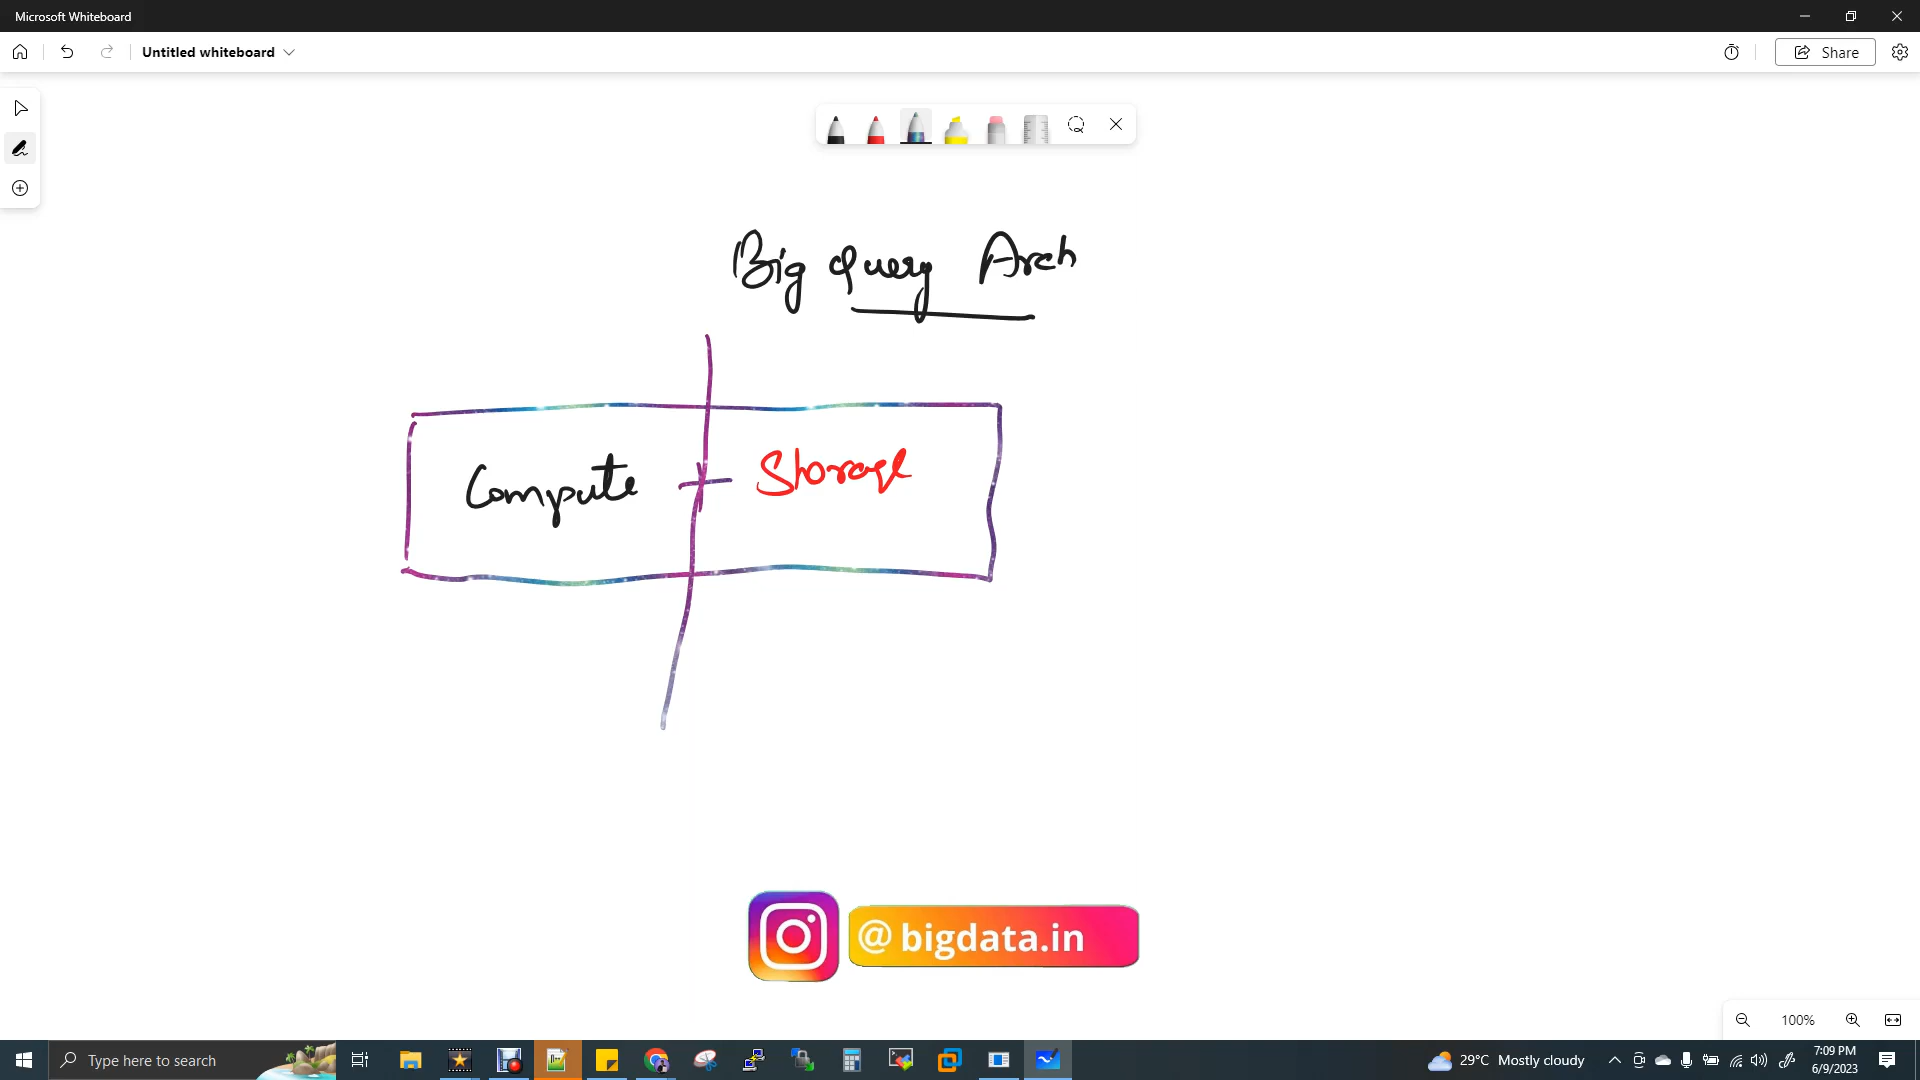 Microsoft Whiteboard
Untitled whiteboard
Share
Big Query Arch
Compute + Storage
@ bigdata.in
100%
Type here to search
29°C Mostly cloudy
7:09 PM
6/9/2023